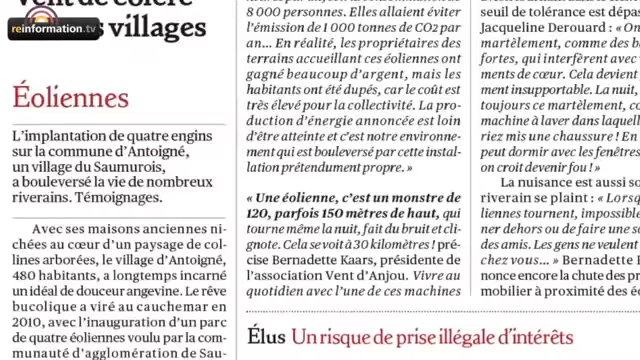 Vent de colère
reinformation.tv
s villages
Éoliennes
L'implantation de quatre engins
sur la commune d'Antoigné,
un village du Saumurois,
a bouleversé la vie de nombreux
riverains. Témoignages.
Avec ses maisons anciennes ni-
chées au cœur d'un paysage de col-
lines arborées, le village d'Antoigné,
480 habitants, a longtemps incarné
un idéal de douceur angevine. Le rêve
bucolique a viré au cauchemar en
2010, avec l'inauguration d'un parc
de quatre éoliennes voulu par la com-
munauté d'agglomération de Sau-
8 000 personnes. Elles allaient éviter
l'émission de 1 000 tonnes de CO2 par
an... En réalité, les propriétaires des
terrains accueillant ces éoliennes ont
gagné beaucoup d'argent, mais les
habitants ont été dupés, car le coût est
très élevé pour la collectivité. La pro-
duction d'énergie annoncée est loin
d'être atteinte et c'est notre environne-
ment qui est bouleversé par cette instal-
lation prétendument propre. »
« Une éolienne, c'est un monstre de
120, parfois 150 mètres de haut, qui
tourne même la nuit, fait du bruit et cli-
gnote. Cela se voit à 30 kilomètres ! pré-
cise Bernadette Kaars, présidente de
l'association Vent d'Anjou. Vivre au
quotidien avec l'une de ces machines
seuil de tolérance est dépas
Jacqueline Derouard : « On
martèlement, comme des b
fortes, qui interfèrent avec
ments de cœur. Cela devient p
ment insupportable. La nuit,
toujours ce martèlement, co
machine à laver dans laquel
riez mis une chaussure ! En
peut dormir avec les fenêtres
on croit devenir fou ! »
La nuisance est aussi so
riverain se plaint : « Lorsq
liennes tournent, impossible
ner dehors ou de faire une s
des amis. Les gens ne veulent
chez vous... » Bernadette
nonce encore la chute des pr
mobilier à proximité des éo
Élus Un risque de prise illégale d'intérêts